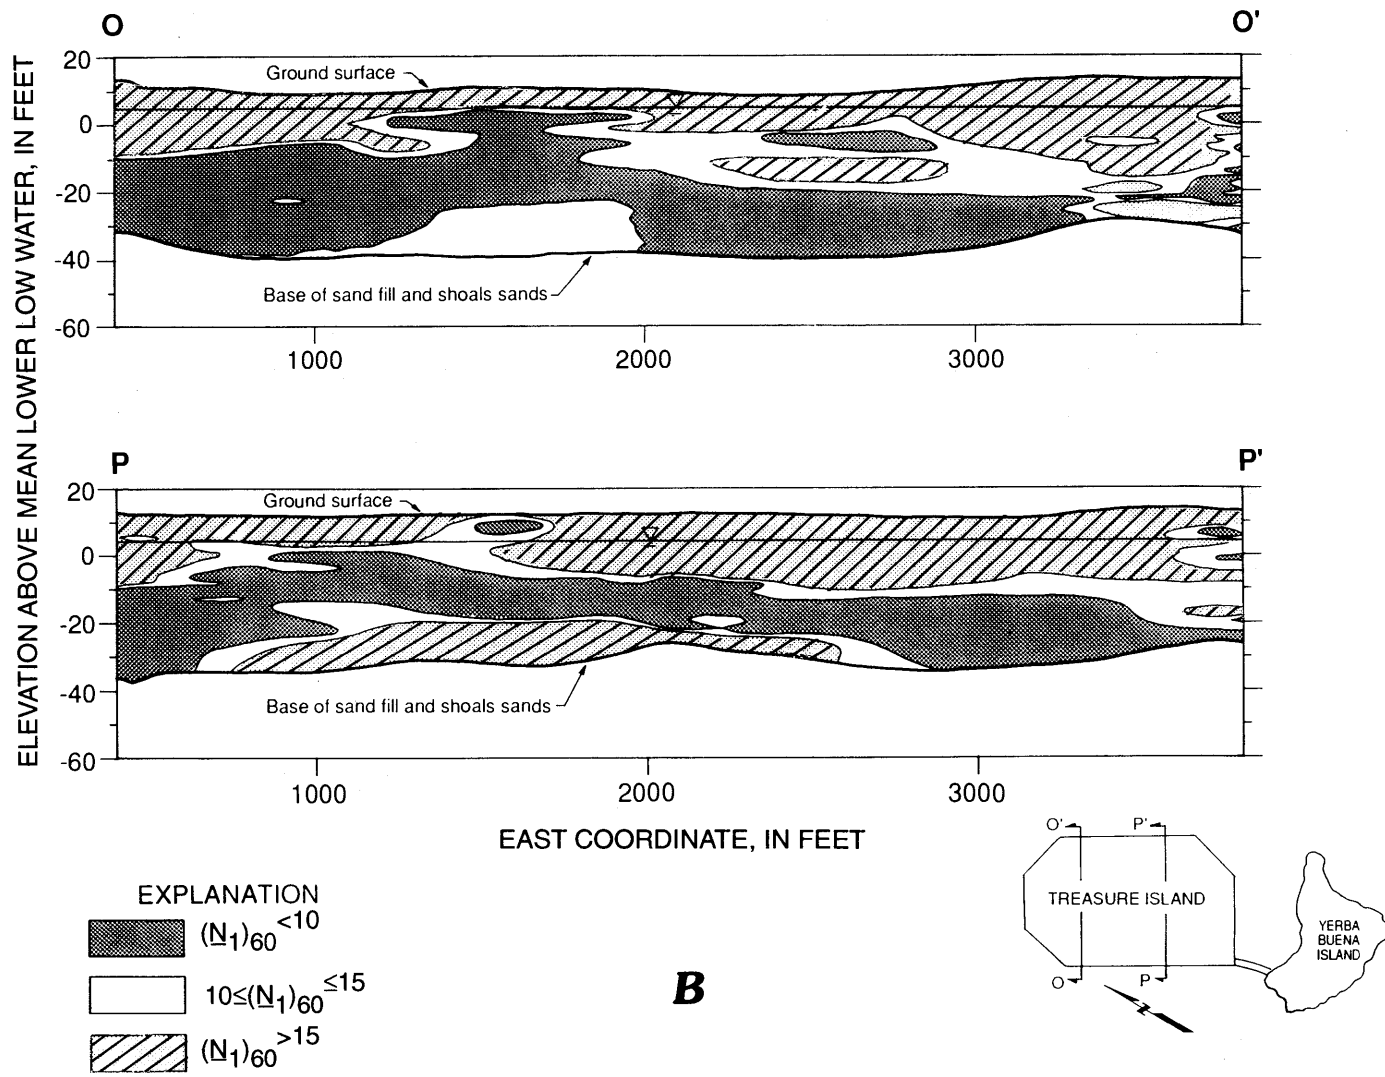 O O'
ELEVATION ABOVE MEAN LOWER LOW WATER, IN FEET
20
0
-20
-40
-60
Ground surface
Base of sand fill and shoals sands
1000 2000 3000
P P'
20
0
-20
-40
-60
Ground surface
Base of sand fill and shoals sands
1000 2000 3000
EAST COORDINATE, IN FEET
EXPLANATION
(N1)60<10
10≤(N1)60≤15
(N1)60>15
B
O' P'
TREASURE ISLAND
O P
YERBA
BUENA
ISLAND
N